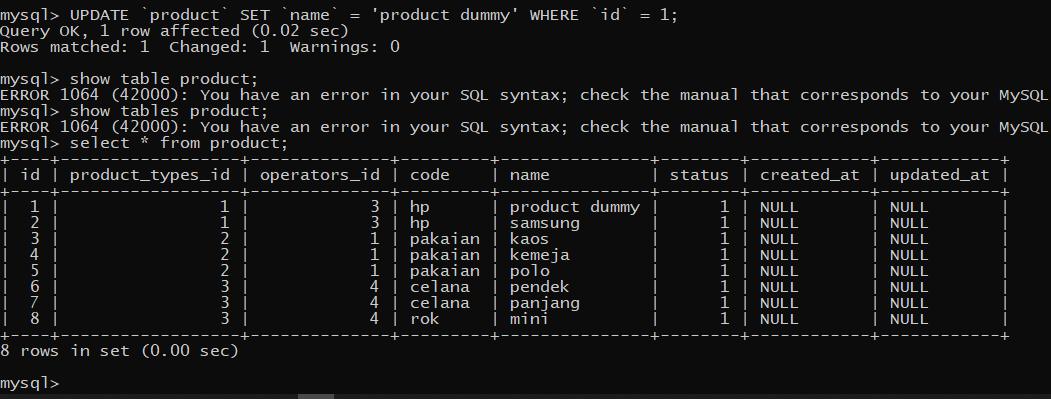 mysql> UPDATE `product` SET `name` = 'product dummy' WHERE `id` = 1;
Query OK, 1 row affected (0.02 sec)
Rows matched: 1  Changed: 1  Warnings: 0

mysql> show table product;
ERROR 1064 (42000): You have an error in your SQL syntax; check the manual that corresponds to your MySQL
mysql> show tables product;
ERROR 1064 (42000): You have an error in your SQL syntax; check the manual that corresponds to your MySQL
mysql> select * from product;
+----+------------------+--------------+---------+---------------+--------+------------+------------+
| id | product_types_id | operators_id | code    | name          | status | created_at | updated_at |
+----+------------------+--------------+---------+---------------+--------+------------+------------+
|  1 |                1 |            3 | hp      | product dummy |      1 | NULL       | NULL       |
|  2 |                1 |            3 | hp      | samsung       |      1 | NULL       | NULL       |
|  3 |                2 |            1 | pakaian | kaos          |      1 | NULL       | NULL       |
|  4 |                2 |            1 | pakaian | kemeja        |      1 | NULL       | NULL       |
|  5 |                2 |            1 | pakaian | polo          |      1 | NULL       | NULL       |
|  6 |                3 |            4 | celana  | pendek        |      1 | NULL       | NULL       |
|  7 |                3 |            4 | celana  | panjang       |      1 | NULL       | NULL       |
|  8 |                3 |            4 | rok     | mini          |      1 | NULL       | NULL       |
+----+------------------+--------------+---------+---------------+--------+------------+------------+
8 rows in set (0.00 sec)

mysql>